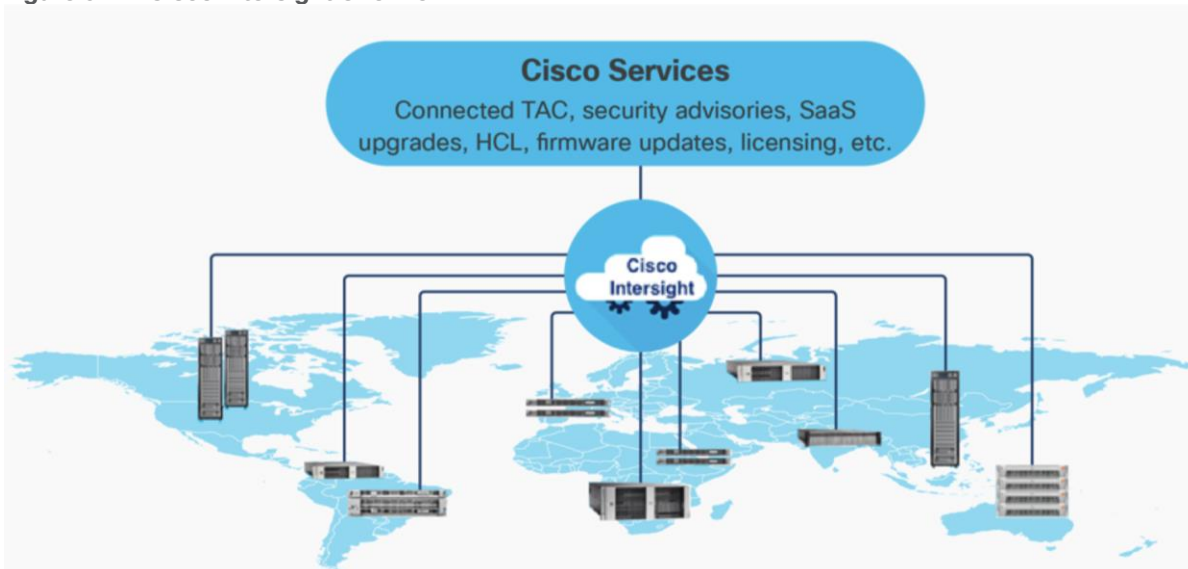 Cisco Services
Connected TAC, security advisories, SaaS
upgrades, HCL, firmware updates, licensing, etc.
Cisco
Intersight